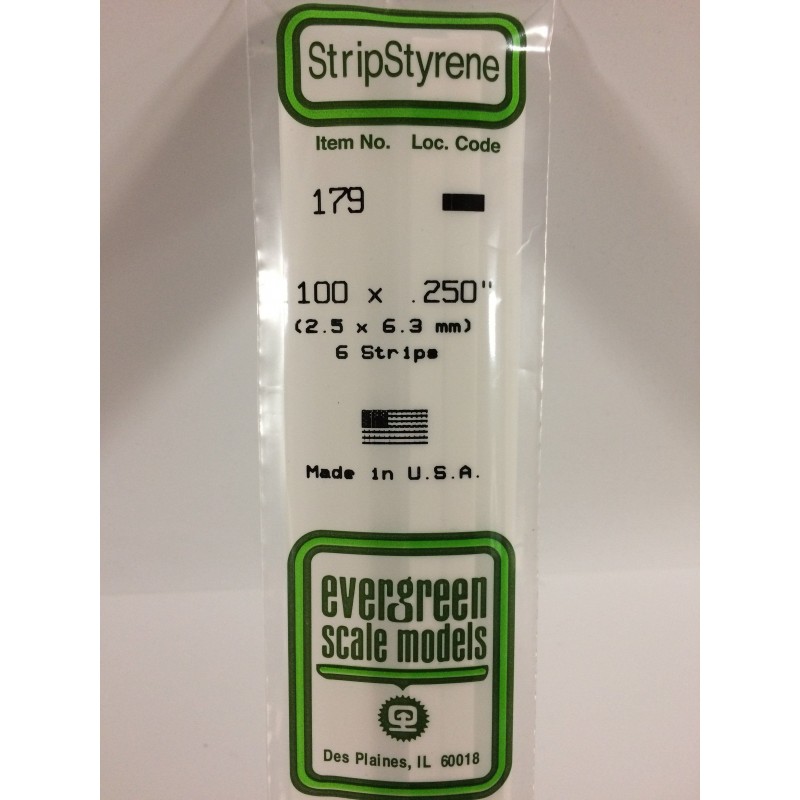 StripStyrene
Item No. Loc. Code
179
.100 x .250"
(2.5 x 6.3 mm)
6 Strips
Made in U.S.A.
evergreen
scale models
Des Plaines, IL 60018